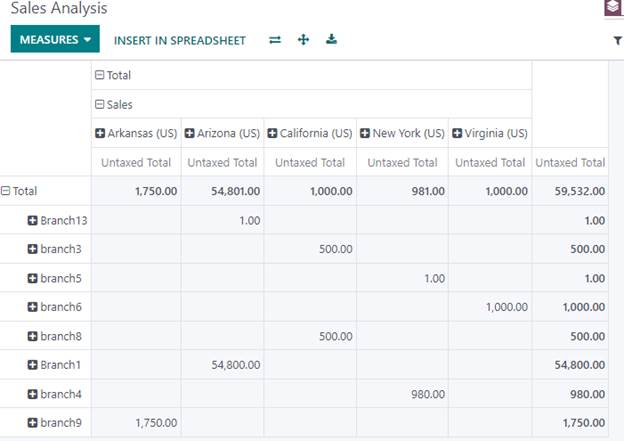 Sales Analysis
MEASURES INSERT IN SPREADSHEET
Total
Sales
Arkansas (US) Arizona (US) California (US) New York (US) Virginia (US)
Untaxed Total Untaxed Total Untaxed Total Untaxed Total Untaxed Total Untaxed Total
Total 1,750.00 54,801.00 1,000.00 981.00 1,000.00 59,532.00
Branch13 1.00 1.00
branch3 500.00 500.00
branch5 1.00 1.00
branch6 1,000.00 1,000.00
branch8 500.00 500.00
Branch1 54,800.00 54,800.00
branch4 980.00 980.00
branch9 1,750.00 1,750.00